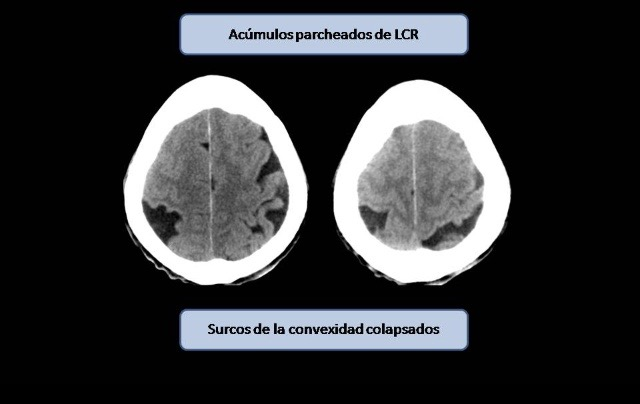 Acúmulos parcheados de LCR
Surcos de la convexidad colapsados